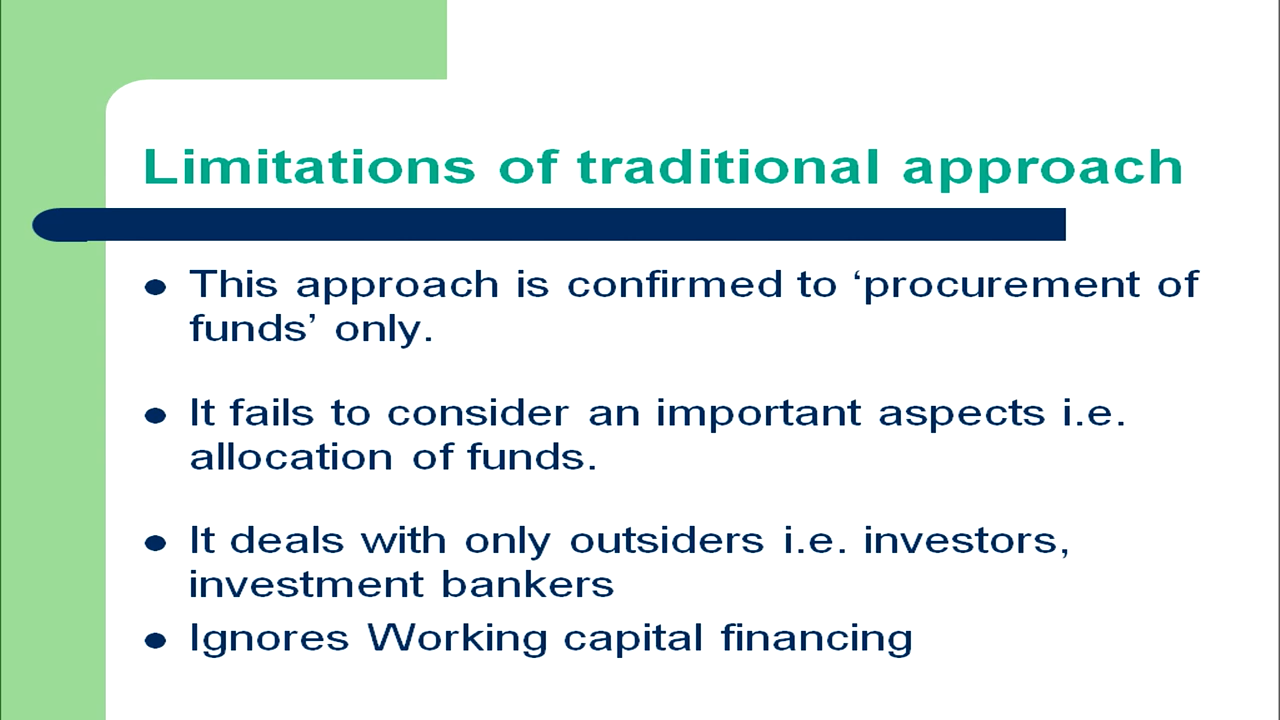 Limitations of traditional approach
• This approach is confirmed to ‘procurement of
funds’ only.
• It fails to consider an important aspects i.e.
allocation of funds.
• It deals with only outsiders i.e. investors,
investment bankers
• Ignores Working capital financing